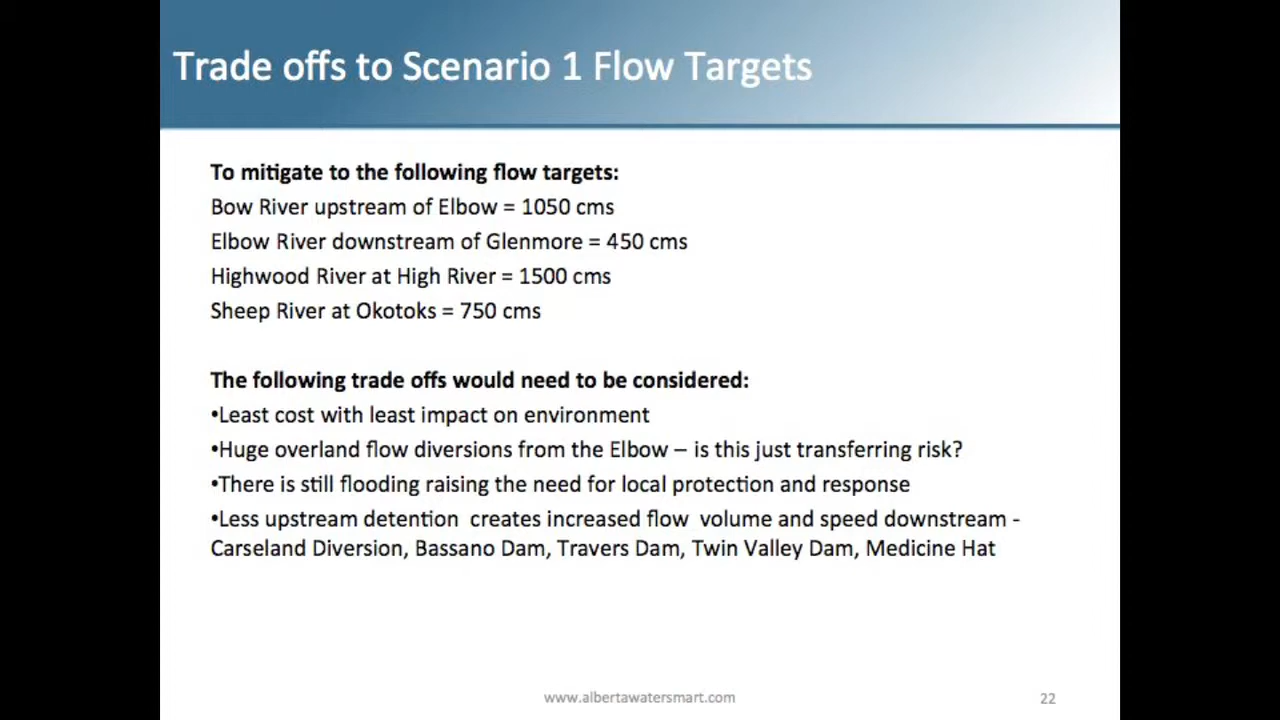 Trade offs to Scenario 1 Flow Targets
To mitigate to the following flow targets:
Bow River upstream of Elbow = 1050 cms
Elbow River downstream of Glenmore = 450 cms
Highwood River at High River = 1500 cms
Sheep River at Okotoks = 750 cms
The following trade offs would need to be considered:
•Least cost with least impact on environment
•Huge overland flow diversions from the Elbow – is this just transferring risk?
•There is still flooding raising the need for local protection and response
•Less upstream detention  creates increased flow  volume and speed downstream -
Carseland Diversion, Bassano Dam, Travers Dam, Twin Valley Dam, Medicine Hat
www.albertawatersmart.com
22